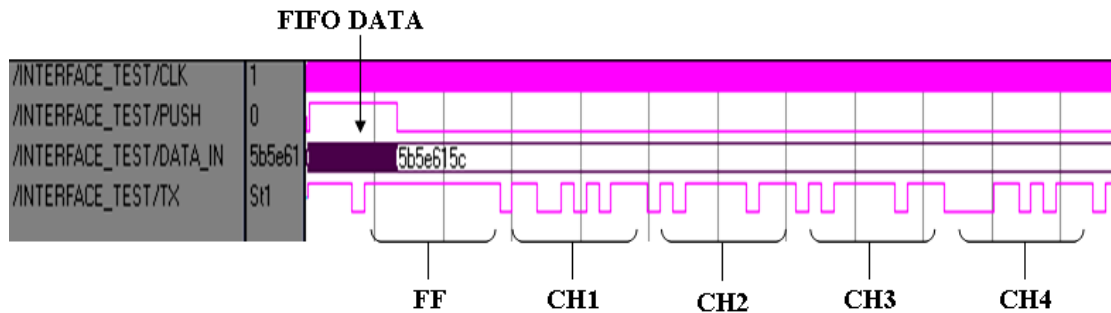 FIFO DATA
/INTERFACE_TEST/CLK 1
/INTERFACE_TEST/PUSH 0
/INTERFACE_TEST/DATA_IN 5b5e61 5b5e615c
/INTERFACE_TEST/TX St1
FF CH1 CH2 CH3 CH4